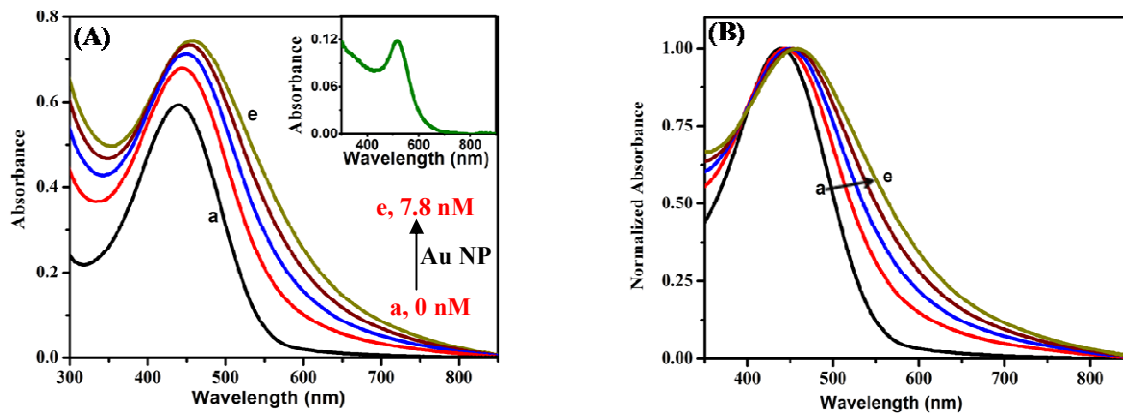 (A)
Absorbance
0.8
0.6
0.4
0.2
0.0
300 400 500 600 700 800
Wavelength (nm)
a
e
Absorbance
0.12
0.06
0.00
400 600 800
Wavelength (nm)
e, 7.8 nM
Au NP
a, 0 nM
(B)
Normalized Absorbance
1.00
0.75
0.50
0.25
0.00
400 500 600 700 800
Wavelength (nm)
a e